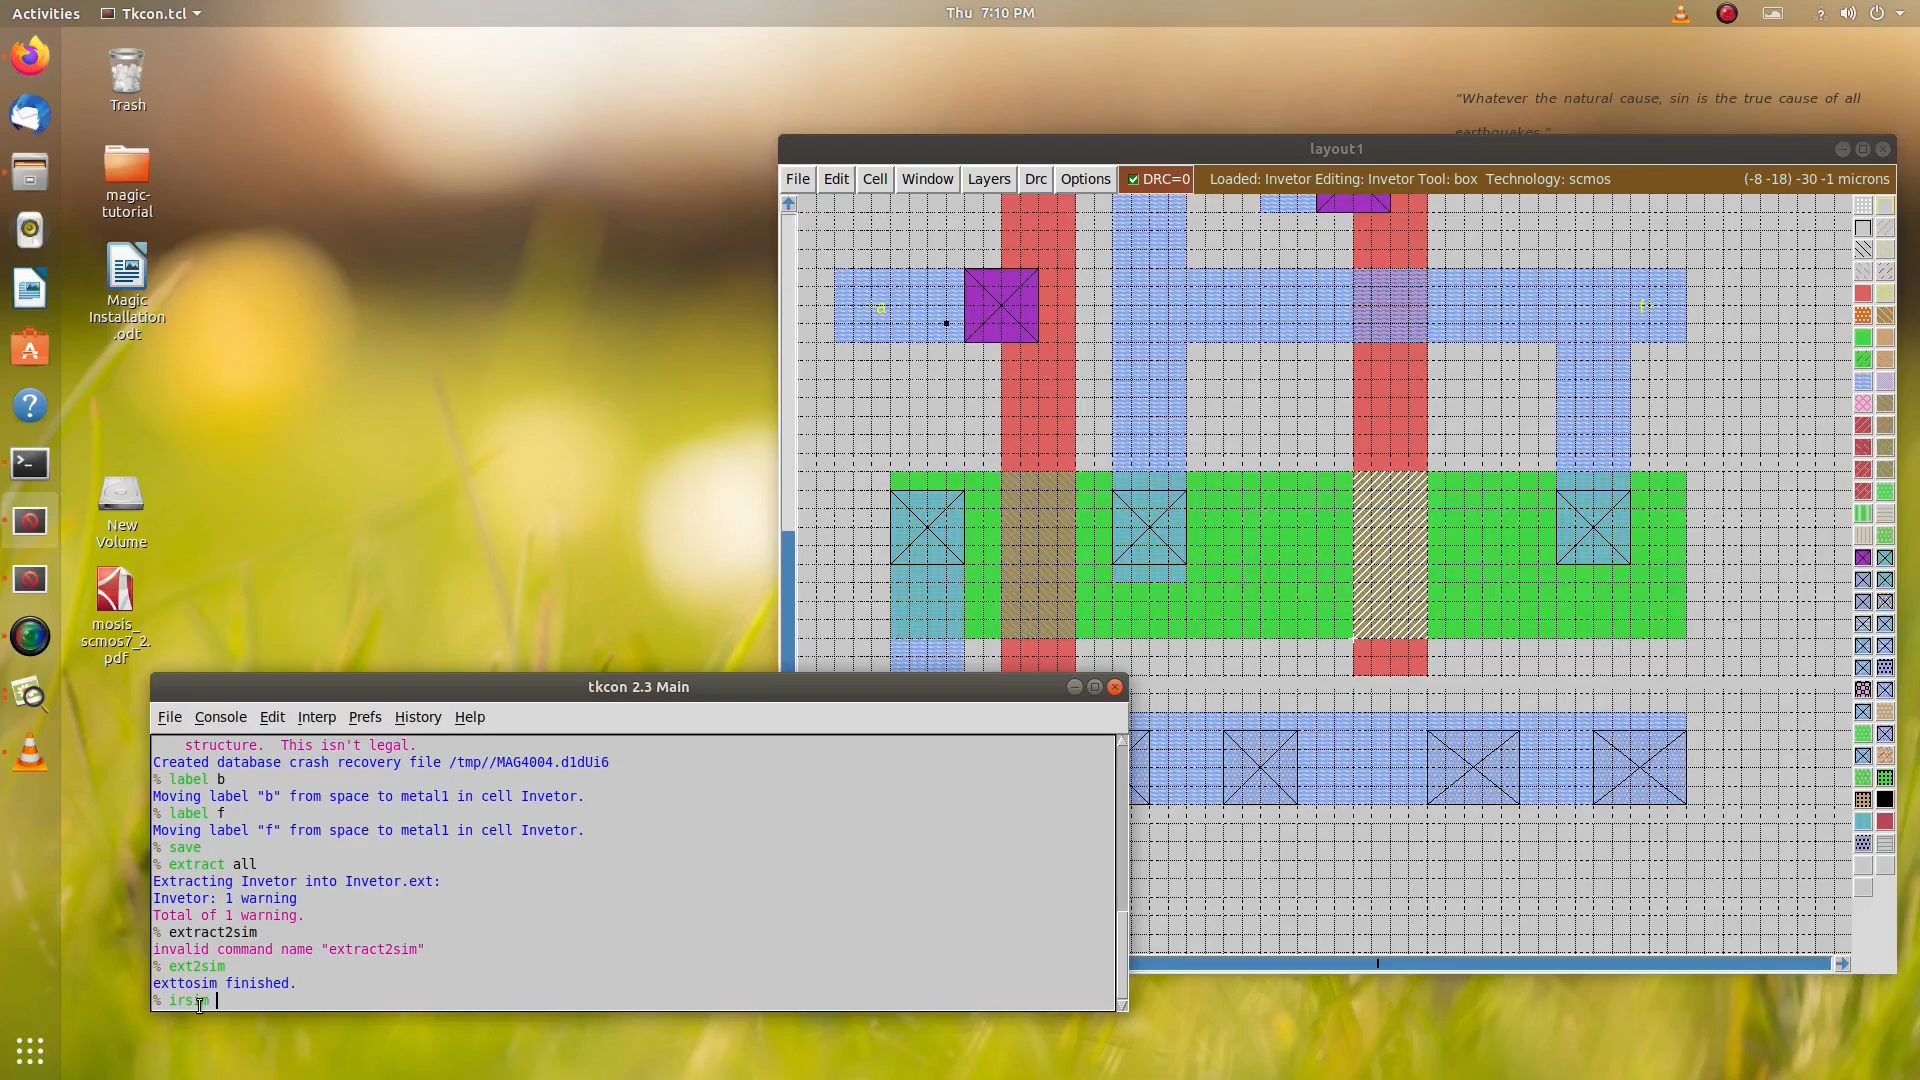 Activities
Tkcon.tcl
Thu 7:10 PM
?
Trash
magic-
tutorial
Magic
Installation
.odt
New
Volume
mosis_
scmos7_2.
pdf
“Whatever the natural cause, sin is the true cause of all
earthquakes.”
layout1
File
Edit
Cell
Window
Layers
Drc
Options
DRC=0
Loaded: Invetor Editing: Invetor Tool: box Technology: scmos
(-8 -18) -30 -1 microns
a
f
tkcon 2.3 Main
File
Console
Edit
Interp
Prefs
History
Help
structure. This isn't legal.
Created database crash recovery file /tmp//MAG4004.d1dUi6
% label b
Moving label "b" from space to metal1 in cell Invetor.
% label f
Moving label "f" from space to metal1 in cell Invetor.
% save
% extract all
Extracting Invetor into Invetor.ext:
Invetor: 1 warning
Total of 1 warning.
% extract2sim
invalid command name "extract2sim"
% ext2sim
exttosim finished.
% irsim